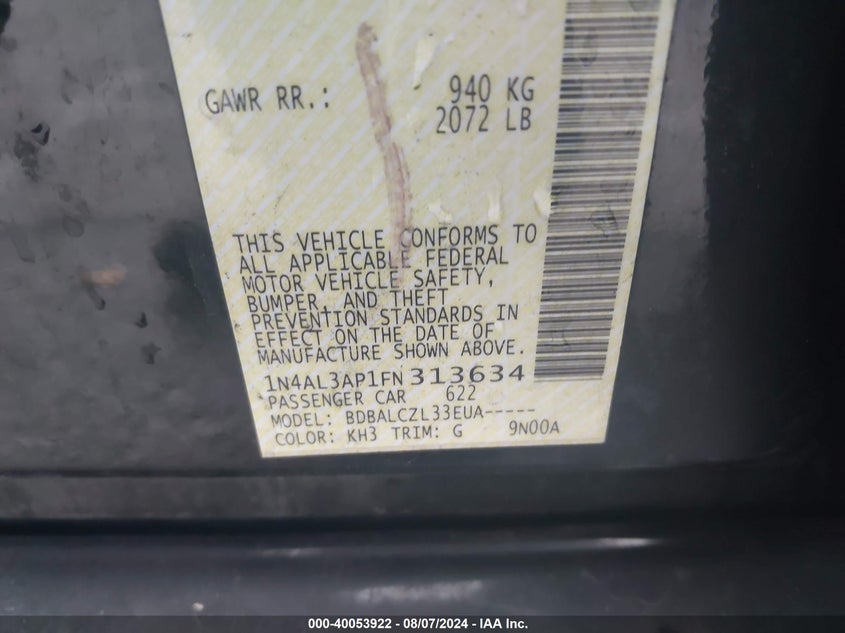 GAWR RR.: 940 KG
2072 LB
THIS VEHICLE CONFORMS TO
ALL APPLICABLE FEDERAL
MOTOR VEHICLE SAFETY,
BUMPER, AND THEFT
PREVENTION STANDARDS IN
EFFECT ON THE DATE OF
MANUFACTURE SHOWN ABOVE.
1N4AL3AP1FN313634
PASSENGER CAR 622
MODEL: BDBALCZL33EUA-----
COLOR: KH3 TRIM: G 9N00A
000-40053922 - 08/07/2024 - IAA Inc.